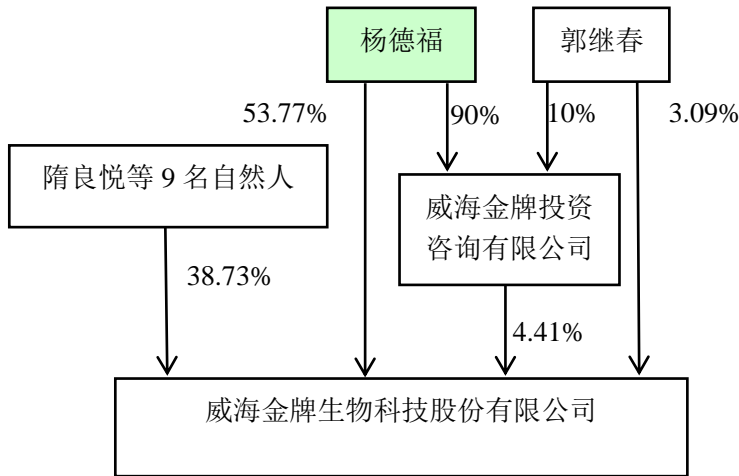 杨德福
郭继春
53.77%
90%
10%
3.09%
隋良悦等 9 名自然人
威海金牌投资
咨询有限公司
38.73%
4.41%
威海金牌生物科技股份有限公司